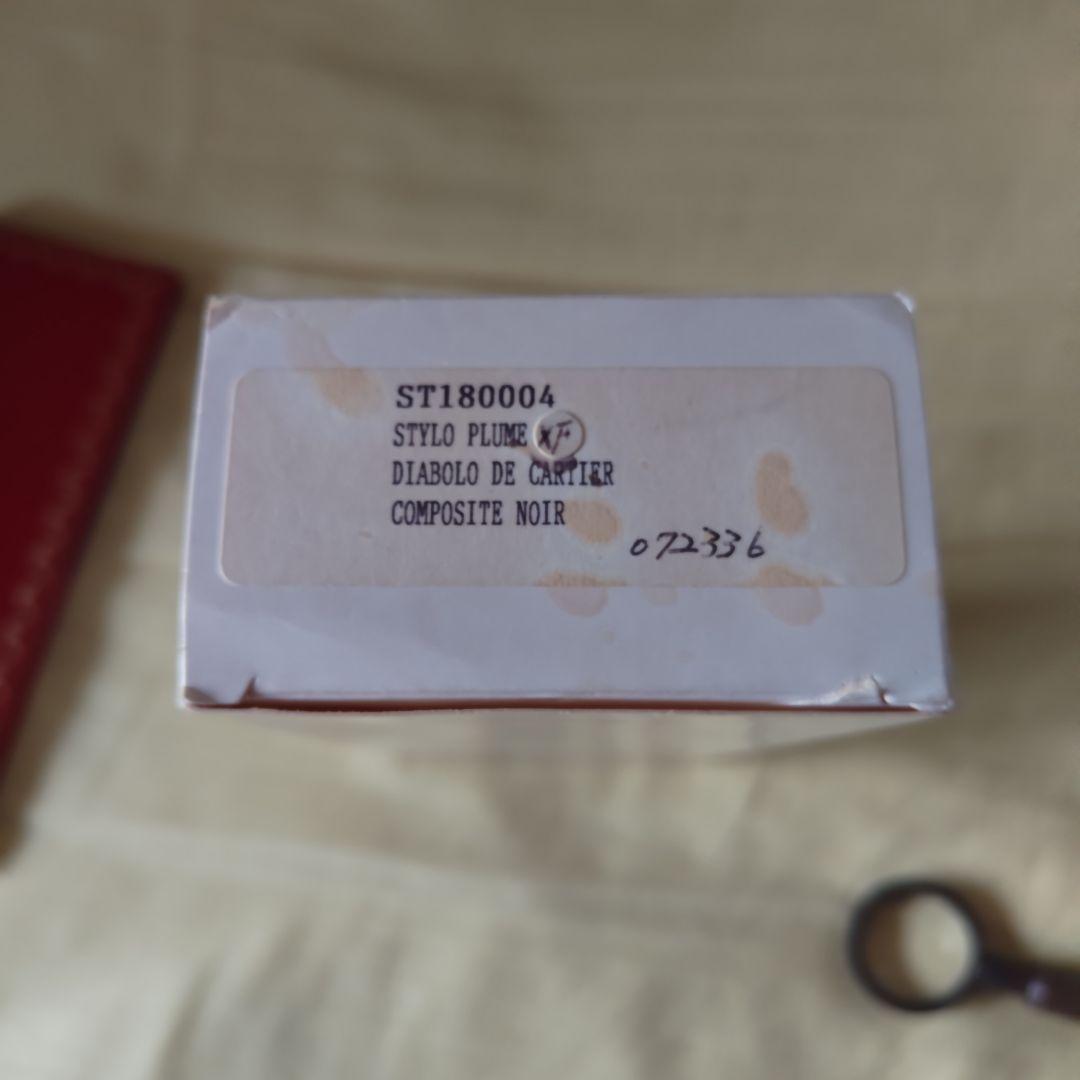 ST180004
STYLO PLUME XF
DIABOLO DE CARTIER
COMPOSITE NOIR
072336